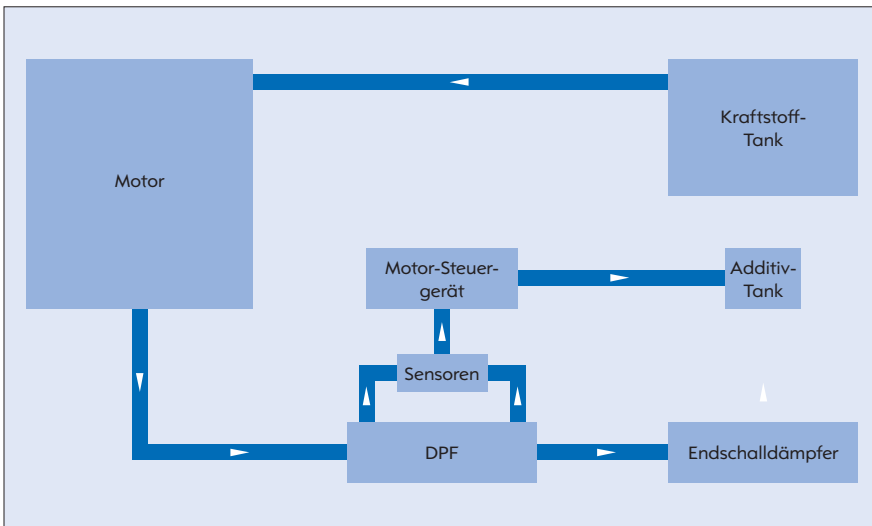 Kraftstoff-
Tank
Motor
Motor-Steuer-
gerät
Additiv-
Tank
Sensoren
DPF
Endschalldämpfer